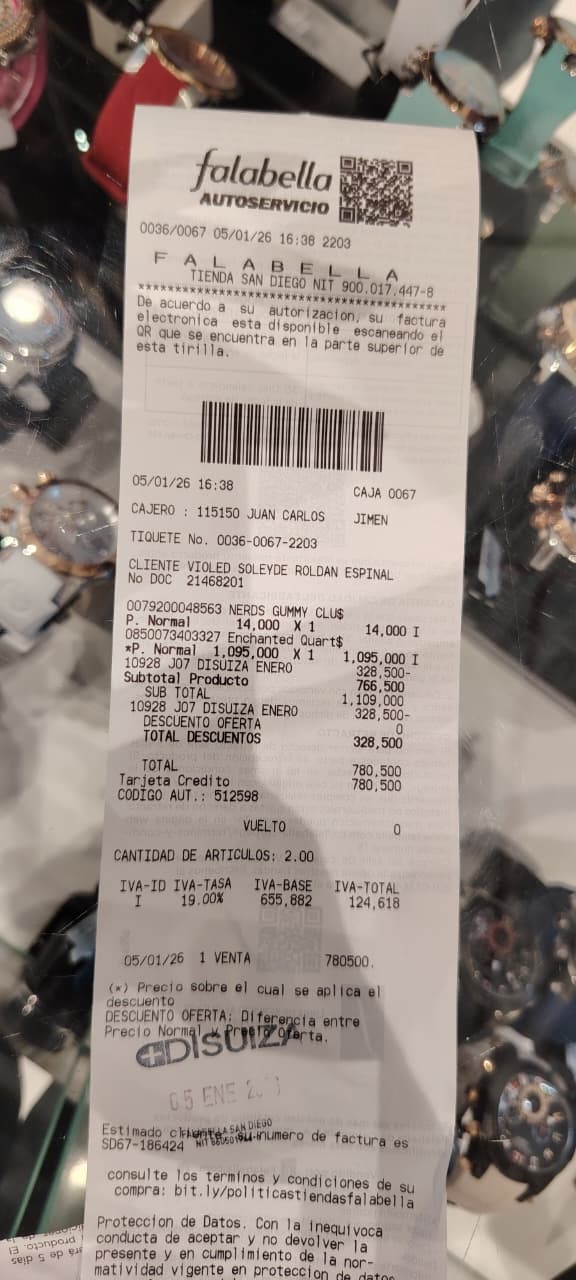 falabella
AUTOSERVICIO
0036/0067 05/01/26 16:38 2203
F A L A B E L L A
TIENDA SAN DIEGO NIT 900.017.447-8
De acuerdo a su autorizacion, su factura
electronica esta disponible escaneando el
QR que se encuentra en la parte superior de
esta tirilla.
05/01/26 16:38 CAJA 0067
CAJERO : 115150 JUAN CARLOS JIMEN
TIQUETE No. 0036-0067-2203
CLIENTE VIOLED SOLEYDE ROLDAN ESPINAL
No DOC 21468201
0079200048563 NERDS GUMMY CLU$
P. Normal 14,000 X 1 14,000 I
0850073403327 Enchanted Quart$
*P. Normal 1,095,000 X 1 1,095,000 I
10928 J07 DISUIZA ENERO 328,500-
Subtotal Producto 766,500
SUB TOTAL 1,109,000
10928 J07 DISUIZA ENERO 328,500-
DESCUENTO OFERTA 0
TOTAL DESCUENTOS 328,500
TOTAL 780,500
Tarjeta Credito 780,500
CODIGO AUT.: 512598
VUELTO 0
CANTIDAD DE ARTICULOS: 2.00
IVA-ID IVA-TASA IVA-BASE IVA-TOTAL
I 19.00% 655,882 124,618
05/01/26 1 VENTA 780500.
(*) Precio sobre el cual se aplica el
descuento
DESCUENTO OFERTA: Diferencia entre
Precio Normal y Precio Oferta.
DISUIZA
05 ENE
SAN DIEGO
Estimado numero de factura es
SD67-186424
consulte los terminos y condiciones de su
compra: bit.ly/politicastiendasfalabella
Proteccion de Datos. Con la inequivoca
conducta de aceptar y no devolver la
presente y en cumplimiento de la nor-
matividad vigente en proteccion de datos